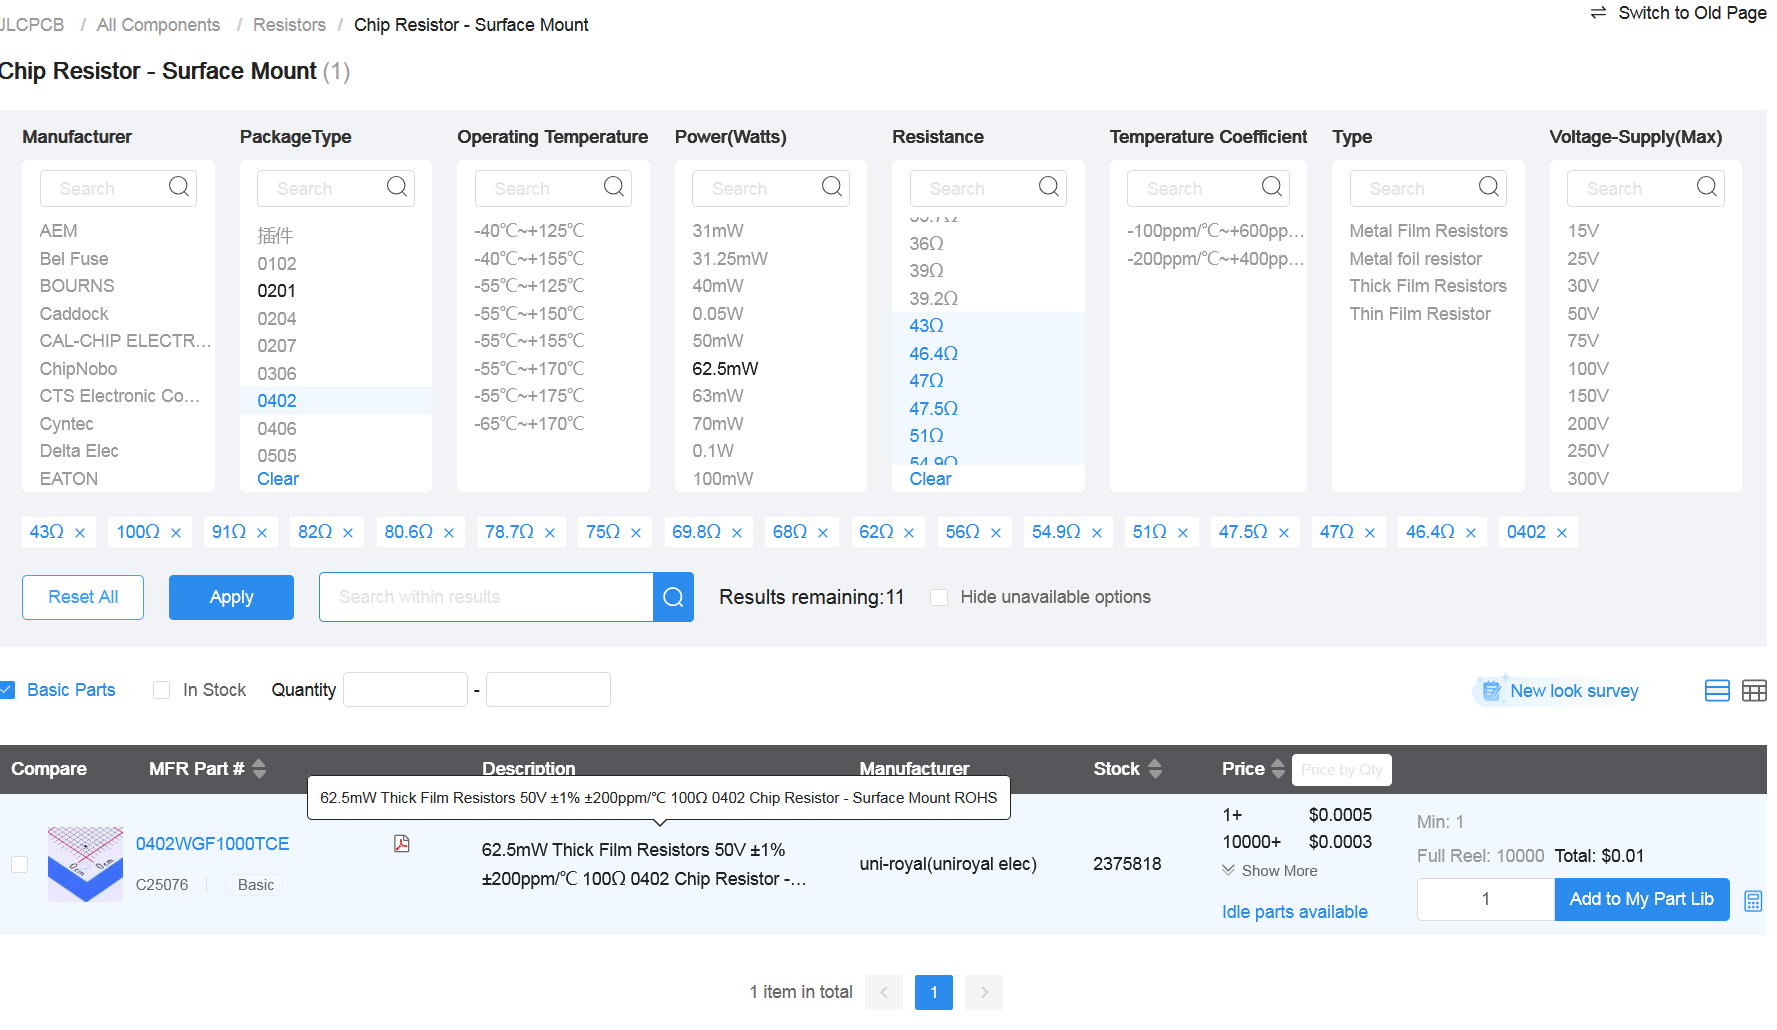 JLCPCB / All Components / Resistors / Chip Resistor - Surface Mount
Switch to Old Page
Chip Resistor - Surface Mount (1)
Manufacturer
Search
AEM
Bel Fuse
BOURNS
Caddock
CAL-CHIP ELECTR...
ChipNobo
CTS Electronic Co...
Cyntec
Delta Elec
EATON
PackageType
Search
插件
0102
0201
0204
0207
0306
0402
0406
0505
Clear
Operating Temperature
Search
-40℃~+125℃
-40℃~+155℃
-55℃~+125℃
-55℃~+150℃
-55℃~+155℃
-55℃~+170℃
-55℃~+175℃
-65℃~+170℃
Power(Watts)
Search
31mW
31.25mW
40mW
0.05W
50mW
62.5mW
63mW
70mW
0.1W
100mW
Resistance
Search
36Ω
39Ω
39.2Ω
43Ω
46.4Ω
47Ω
47.5Ω
51Ω
54.9Ω
Clear
Temperature Coefficient
Search
-100ppm/℃~+600pp...
-200ppm/℃~+400pp...
Type
Search
Metal Film Resistors
Metal foil resistor
Thick Film Resistors
Thin Film Resistor
Voltage-Supply(Max)
Search
15V
25V
30V
50V
75V
100V
150V
200V
250V
300V
43Ω × 100Ω × 91Ω × 82Ω × 80.6Ω × 78.7Ω × 75Ω × 69.8Ω × 68Ω × 62Ω × 56Ω × 54.9Ω × 51Ω × 47.5Ω × 47Ω × 46.4Ω × 0402 ×
Reset All Apply Search within results Results remaining:11 Hide unavailable options
Basic Parts In Stock Quantity - New look survey
Compare MFR Part # Description Manufacturer Stock Price Price by Qty
62.5mW Thick Film Resistors 50V ±1% ±200ppm/℃ 100Ω 0402 Chip Resistor - Surface Mount ROHS
0402WGF1000TCE
C25076 Basic
62.5mW Thick Film Resistors 50V ±1%
±200ppm/℃ 100Ω 0402 Chip Resistor -...
uni-royal(uniroyal elec)
2375818
1+ $0.0005
10000+ $0.0003
Show More
Idle parts available
Min: 1
Full Reel: 10000 Total: $0.01
1 Add to My Part Lib
1 item in total < 1 >